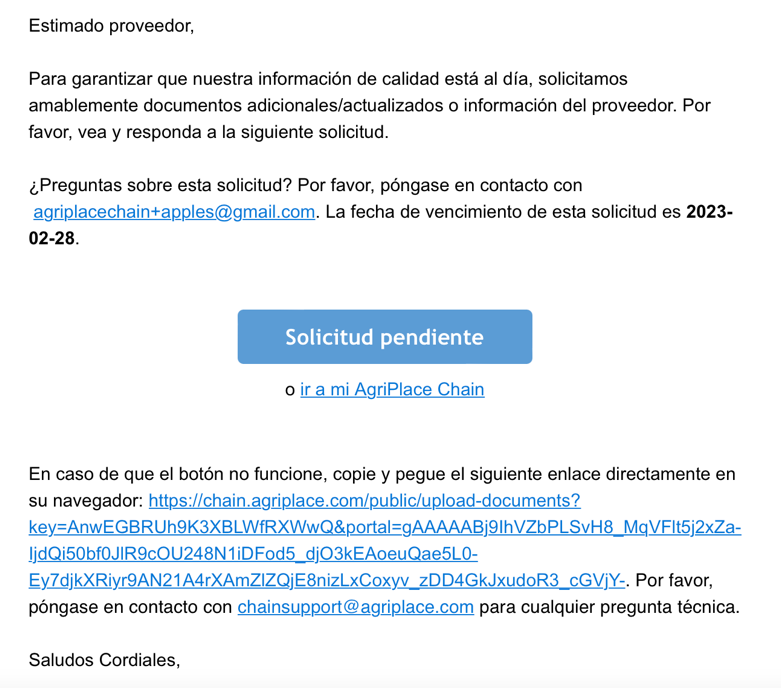 Estimado proveedor,
Para garantizar que nuestra información de calidad está al día, solicitamos
amablemente documentos adicionales/actualizados o información del proveedor. Por
favor, vea y responda a la siguiente solicitud.
¿Preguntas sobre esta solicitud? Por favor, póngase en contacto con
agriplacechain+apples@gmail.com. La fecha de vencimiento de esta solicitud es 2023-
02-28.
Solicitud pendiente
o ir a mi AgriPlace Chain
En caso de que el botón no funcione, copie y pegue el siguiente enlace directamente en
su navegador: https://chain.agriplace.com/public/upload-documents?
key=AnwEGBRUh9K3XBLWfRXWwQ&portal=gAAAAABj9IhVZbPLSvH8_MqVFlt5j2xZa-
IjdQi50bf0JlR9cOU248N1iDFod5_djO3kEAoeuQae5L0-
Ey7djkXRiyr9AN21A4rXAmZlZQjE8nizLxCoxyv_zDD4GkJxudoR3_cGVjY-. Por favor,
póngase en contacto con chainsupport@agriplace.com para cualquier pregunta técnica.
Saludos Cordiales,